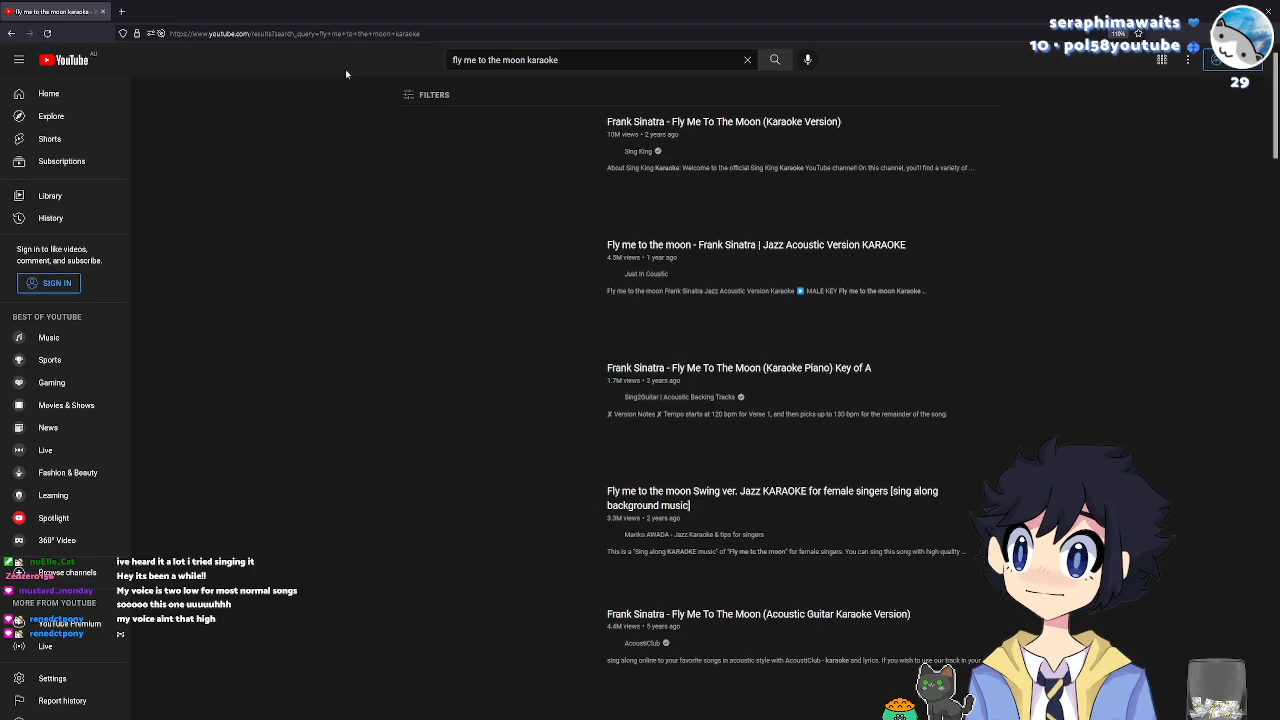 fly me to the moon karaoke - Yo
seraphimawaits
https://www.youtube.com/results?search_query=fly+me+to+the+moon+karaoke
110%
10 • pol58youtube
YouTube AU
fly me to the moon karaoke
29
FILTERS
Home
Explore
Shorts
Subscriptions
Library
History
Sign in to like videos,
comment, and subscribe.
SIGN IN
BEST OF YOUTUBE
Music
Sports
Gaming
Movies & Shows
News
Live
Fashion & Beauty
Learning
Spotlight
360° Video
Browse channels
MORE FROM YOUTUBE
YouTube Premium
Live
Settings
Report history
Frank Sinatra - Fly Me To The Moon (Karaoke Version)
10M views • 2 years ago
Sing King
About Sing King Karaoke: Welcome to the official Sing King Karaoke YouTube channel! On this channel, you'll find a variety of ...
Fly me to the moon - Frank Sinatra | Jazz Acoustic Version KARAOKE
4.5M views • 1 year ago
Just In Coustic
Fly me to the moon Frank Sinatra Jazz Acoustic Version Karaoke ▶ MALE KEY Fly me to the moon Karaoke ...
Frank Sinatra - Fly Me To The Moon (Karaoke Piano) Key of A
1.7M views • 2 years ago
Sing2Guitar | Acoustic Backing Tracks
✗ Version Notes ✗ Tempo starts at 120 bpm for Verse 1, and then picks up to 130 bpm for the remainder of the song.
Fly me to the moon Swing ver. Jazz KARAOKE for female singers [sing along
background music]
3.3M views • 2 years ago
Mariko AWADA - Jazz Karaoke & tips for singers
This is a "Sing along KARAOKE music" of "Fly me to the moon" for female singers. You can sing this song with high quality ...
Frank Sinatra - Fly Me To The Moon (Acoustic Guitar Karaoke Version)
4.4M views • 5 years ago
AcoustiClub
sing along online to your favorite songs in acoustic style with AcoustiClub - karaoke and lyrics. If you wish to use our track in your
nuElle_Cat ive heard it a lot i tried singing it
Zenzero98 Hey its been a while!!
mustard_monday My voice is two low for most normal songs
sooooo this one uuuuuhhh
renedctpony my voice aint that high
renedctpony